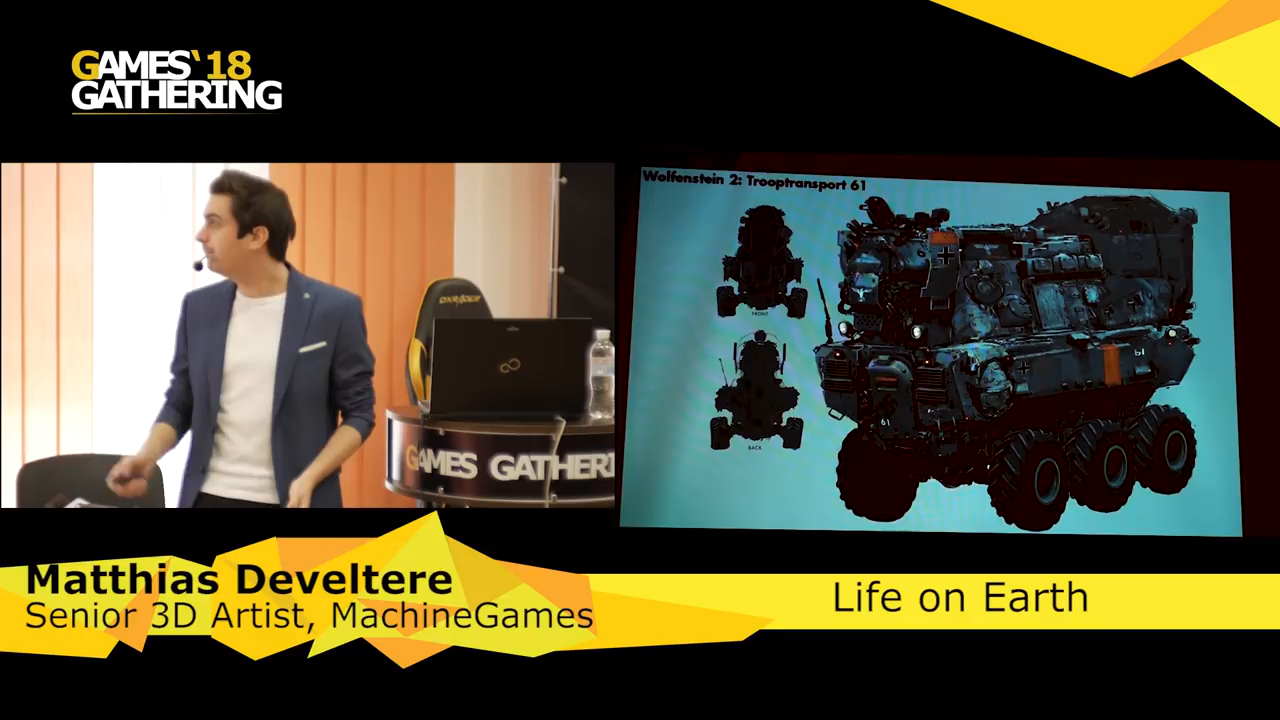 GAMES‘18
GATHERING
Wolfenstein 2: Trooptransport 61
FRONT
BACK
61
61
DXRACER
GAMES GATHERI
Matthias Develtere
Senior 3D Artist, MachineGames
Life on Earth